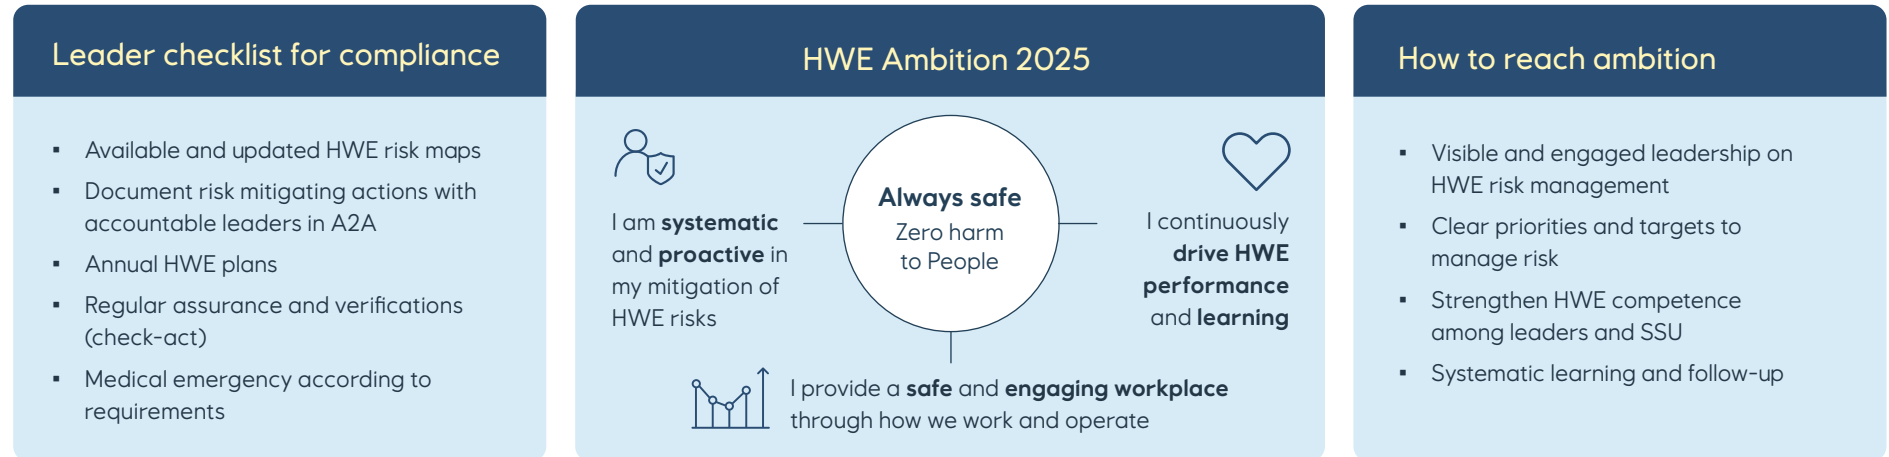 Leader checklist for compliance
▪ Available and updated HWE risk maps
▪ Document risk mitigating actions with
accountable leaders in A2A
▪ Annual HWE plans
▪ Regular assurance and verifications
(check-act)
▪ Medical emergency according to
requirements
HWE Ambition 2025
I am systematic
and proactive in
my mitigation of
HWE risks
Always safe
Zero harm
to People
I continuously
drive HWE
performance
and learning
I provide a safe and engaging workplace
through how we work and operate
How to reach ambition
▪ Visible and engaged leadership on
HWE risk management
▪ Clear priorities and targets to
manage risk
▪ Strengthen HWE competence
among leaders and SSU
▪ Systematic learning and follow-up